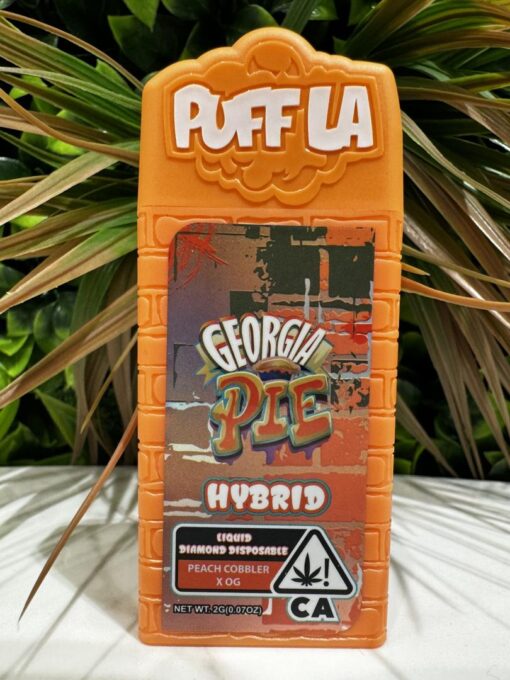 PUFF LA
GEORGIA
PIE
HYBRID
LIQUID
DIAMOND DISPOSABLE
PEACH COBBLER
X OG
!
CA
NET WT. 2G(0.07OZ)